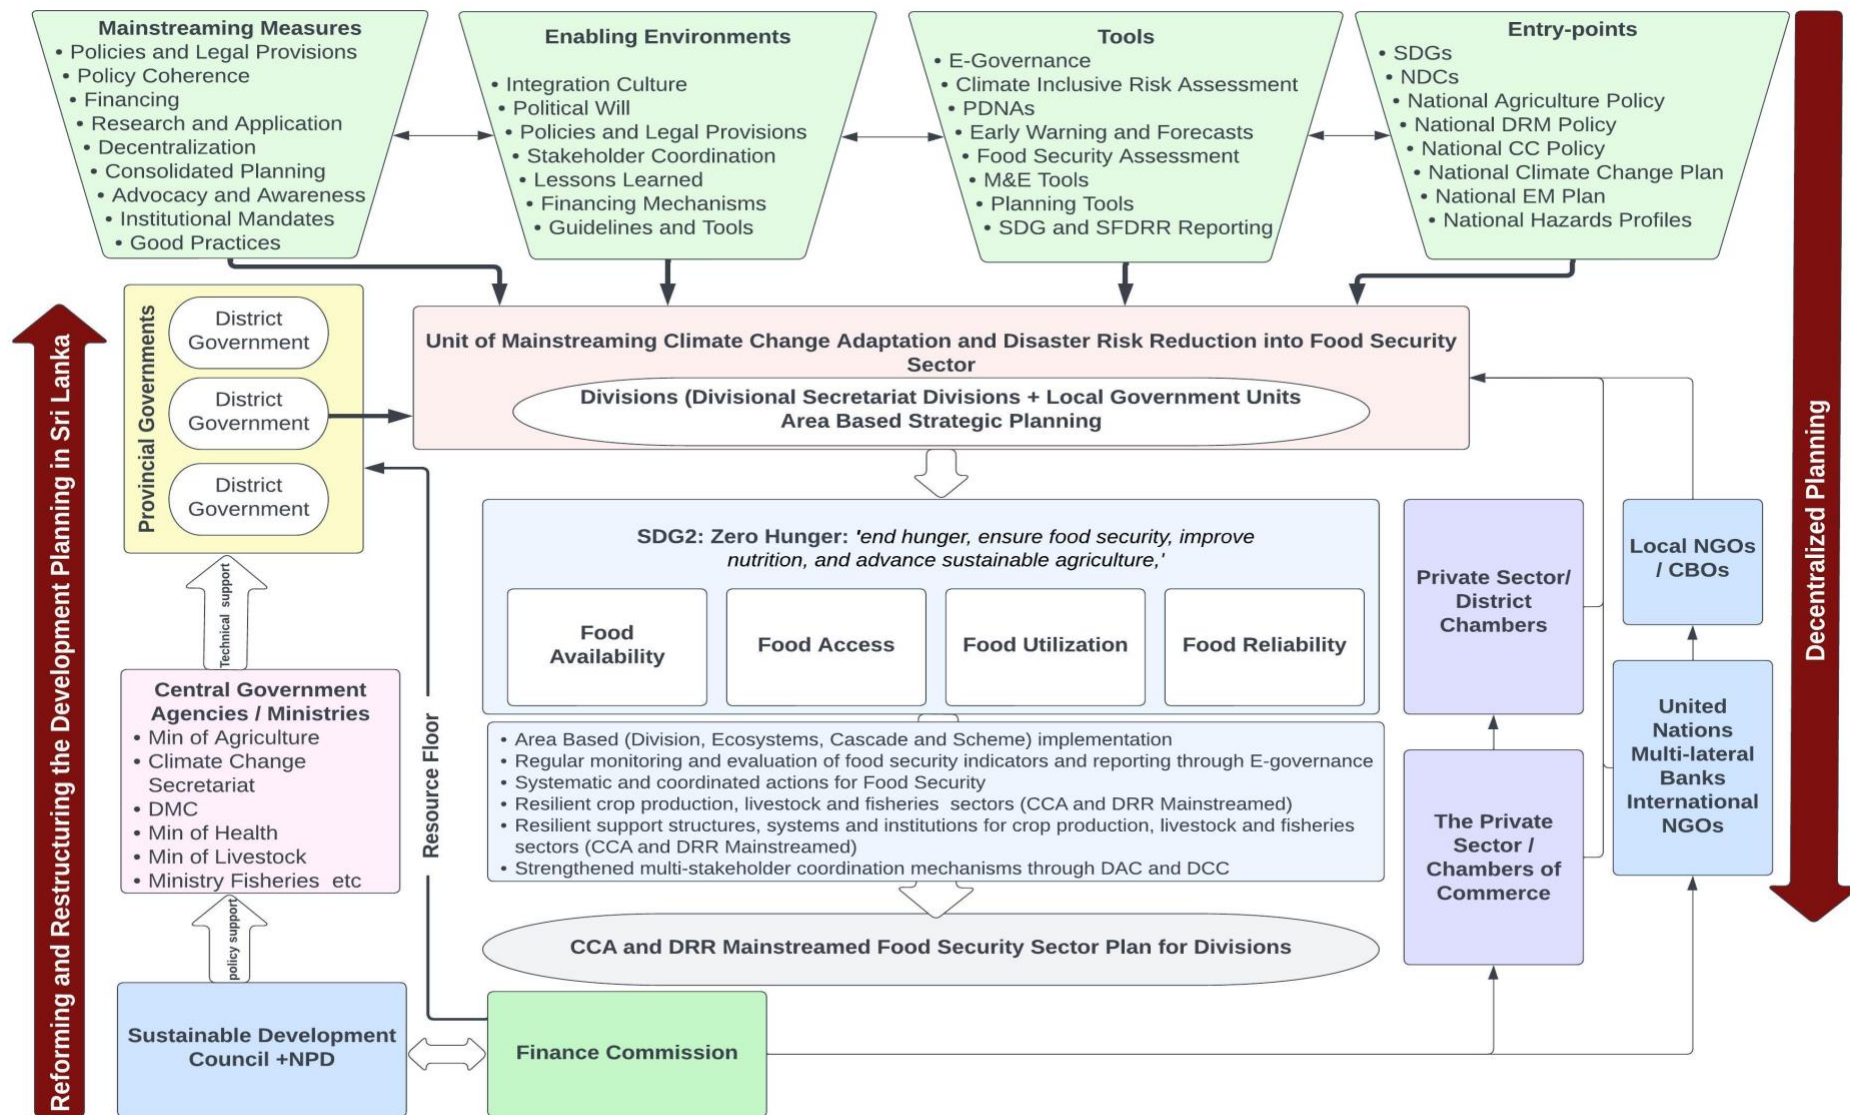 Mainstreaming Measures
• Policies and Legal Provisions
• Policy Coherence
• Financing
• Research and Application
• Decentralization
• Consolidated Planning
• Advocacy and Awareness
• Institutional Mandates
• Good Practices
Enabling Environments
• Integration Culture
• Political Will
• Policies and Legal Provisions
• Stakeholder Coordination
• Lessons Learned
• Financing Mechanisms
• Guidelines and Tools
Tools
• E-Governance
• Climate Inclusive Risk Assessment
• PDNAs
• Early Warning and Forecasts
• Food Security Assessment
• M&E Tools
• Planning Tools
• SDG and SFDRR Reporting
Entry-points
• SDGs
• NDCs
• National Agriculture Policy
• National DRM Policy
• National CC Policy
• National Climate Change Plan
• National EM Plan
• National Hazards Profiles
Reforming and Restructuring the Development Planning in Sri Lanka
Provincial Governments
District
Government
District
Government
District
Government
Unit of Mainstreaming Climate Change Adaptation and Disaster Risk Reduction into Food Security
Sector
Divisions (Divisional Secretariat Divisions + Local Government Units
Area Based Strategic Planning
Decentralized Planning
SDG2: Zero Hunger: 'end hunger, ensure food security, improve
nutrition, and advance sustainable agriculture,'
Food
Availability
Food Access
Food Utilization
Food Reliability
Private Sector/
District
Chambers
Local NGOs
/ CBOs
Technical support
Central Government
Agencies / Ministries
• Min of Agriculture
• Climate Change
Secretariat
• DMC
• Min of Health
• Min of Livestock
• Ministry Fisheries etc
Resource Floor
• Area Based (Division, Ecosystems, Cascade and Scheme) implementation
• Regular monitoring and evaluation of food security indicators and reporting through E-governance
• Systematic and coordinated actions for Food Security
• Resilient crop production, livestock and fisheries sectors (CCA and DRR Mainstreamed)
• Resilient support structures, systems and institutions for crop production, livestock and fisheries
sectors (CCA and DRR Mainstreamed)
• Strengthened multi-stakeholder coordination mechanisms through DAC and DCC
The Private
Sector /
Chambers of
Commerce
United
Nations
Multi-lateral
Banks
International
NGOs
policy support
CCA and DRR Mainstreamed Food Security Sector Plan for Divisions
Sustainable Development
Council +NPD
Finance Commission